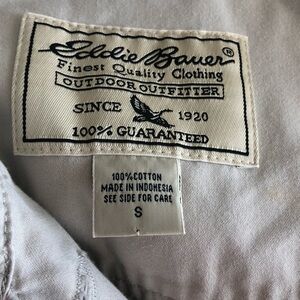 Eddie Bauer®
Finest Quality Clothing
OUTDOOR OUTFITTER
SINCE 1920
100% GUARANTEED
100%COTTON
MADE IN INDONESIA
SEE SIDE FOR CARE
S